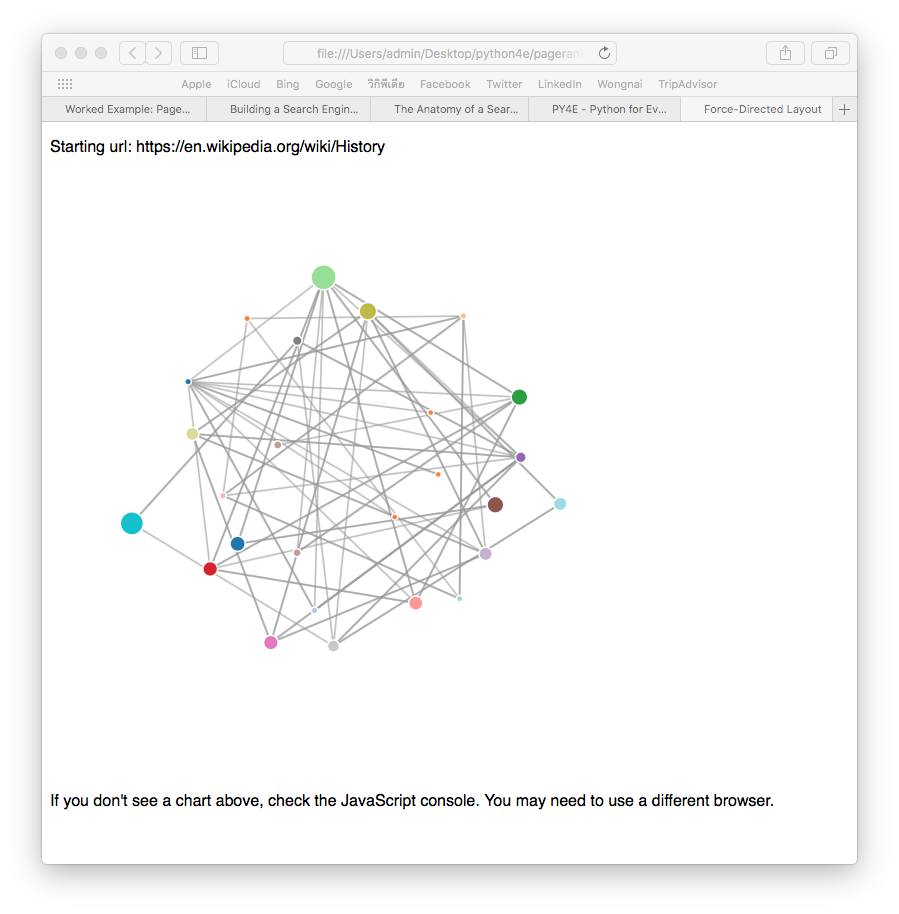 file:///Users/admin/Desktop/python4e/pageran
Apple iCloud Bing Google วิกิพีเดีย Facebook Twitter LinkedIn Wongnai TripAdvisor
Worked Example: Page... Building a Search Engin... The Anatomy of a Sear... PY4E - Python for Ev... Force-Directed Layout
Starting url: https://en.wikipedia.org/wiki/History
If you don't see a chart above, check the JavaScript console. You may need to use a different browser.